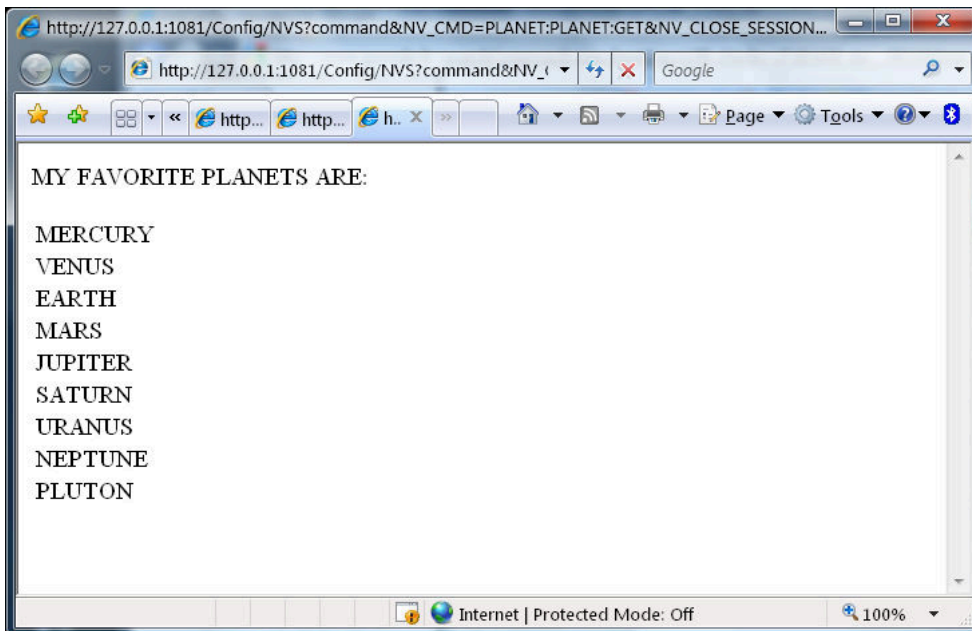 http://127.0.0.1:1081/Config/NVS?command&NV_CMD=PLANET:PLANET:GET&NV_CLOSE_SESSION...
http://127.0.0.1:1081/Config/NVS?command&NV_( Google
« http... http... h.. » Page Tools
MY FAVORITE PLANETS ARE:
MERCURY
VENUS
EARTH
MARS
JUPITER
SATURN
URANUS
NEPTUNE
PLUTON
Internet | Protected Mode: Off 100%